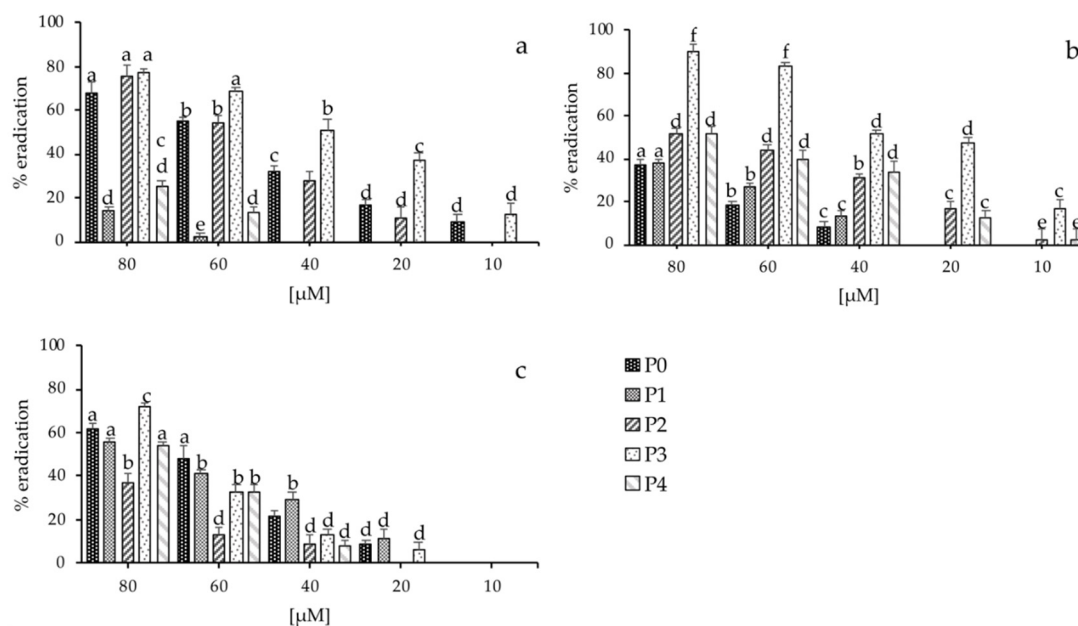 a
% eradication
100
80
60
40
20
0
a d a a c d
b e b a d
c b
d d c
d d
80 60 40 20 10
[µM]
b
% eradication
100
80
60
40
20
0
a a d f d
b b d f d
c c b d d
c d c
e c e
80 60 40 20 10
[µM]
c
% eradication
100
80
60
40
20
0
a a b c a
a b d b b
b d d d
d d d
80 60 40 20 10
[µM]
P0
P1
P2
P3
P4